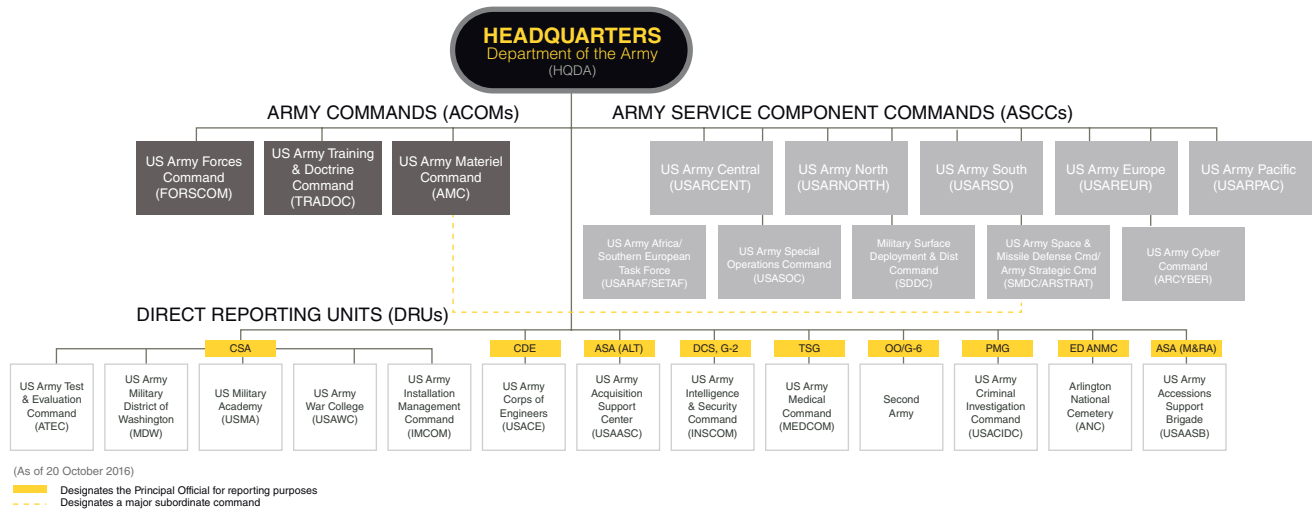 HEADQUARTERS
Department of the Army
(HQDA)
ARMY COMMANDS (ACOMs)
ARMY SERVICE COMPONENT COMMANDS (ASCCs)
US Army Forces
Command
(FORSCOM)
US Army Training
& Doctrine
Command
(TRADOC)
US Army Materiel
Command
(AMC)
US Army Central
(USARCENT)
US Army North
(USARNORTH)
US Army South
(USARSO)
US Army Europe
(USAREUR)
US Army Pacific
(USARPAC)
US Army Africa/
Southern European
Task Force
(USARAF/SETAF)
US Army Special
Operations Command
(USASOC)
Military Surface
Deployment & Dist
Command
(SDDC)
US Army Space &
Missile Defense Cmd/
Army Strategic Cmd
(SMDC/ARSTRAT)
US Army Cyber
Command
(ARCYBER)
DIRECT REPORTING UNITS (DRUs)
CSA
CDE
ASA (ALT)
DCS, G-2
TSG
OO/G-6
PMG
ED ANMC
ASA (M&RA)
US Army Test
& Evaluation
Command
(ATEC)
US Army
Military
District of
Washington
(MDW)
US Military
Academy
(USMA)
US Army
War College
(USAWC)
US Army
Installation
Management
Command
(IMCOM)
US Army
Corps of
Engineers
(USACE)
US Army
Acquisition
Support
Center
(USAASC)
US Army
Intelligence
& Security
Command
(INSCOM)
US Army
Medical
Command
(MEDCOM)
Second
Army
US Army
Criminal
Investigation
Command
(USACIDC)
Arlington
National
Cemetery
(ANC)
US Army
Accessions
Support
Brigade
(USAASB)
(As of 20 October 2016)
Designates the Principal Official for reporting purposes
Designates a major subordinate command